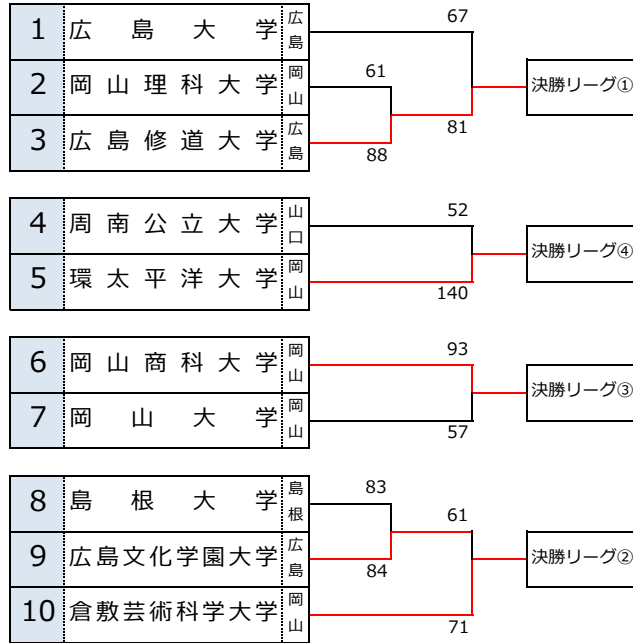 1 広島大学 広島
67
2 岡山理科大学 岡山
61
決勝リーグ①
3 広島修道大学 広島
81
88
4 周南公立大学 山口
52
決勝リーグ④
5 環太平洋大学 岡山
140
6 岡山商科大学 岡山
93
決勝リーグ③
7 岡山大学 岡山
57
8 島根大学 島根
83
61
9 広島文化学園大学 広島
決勝リーグ②
84
10 倉敷芸術科学大学 岡山
71